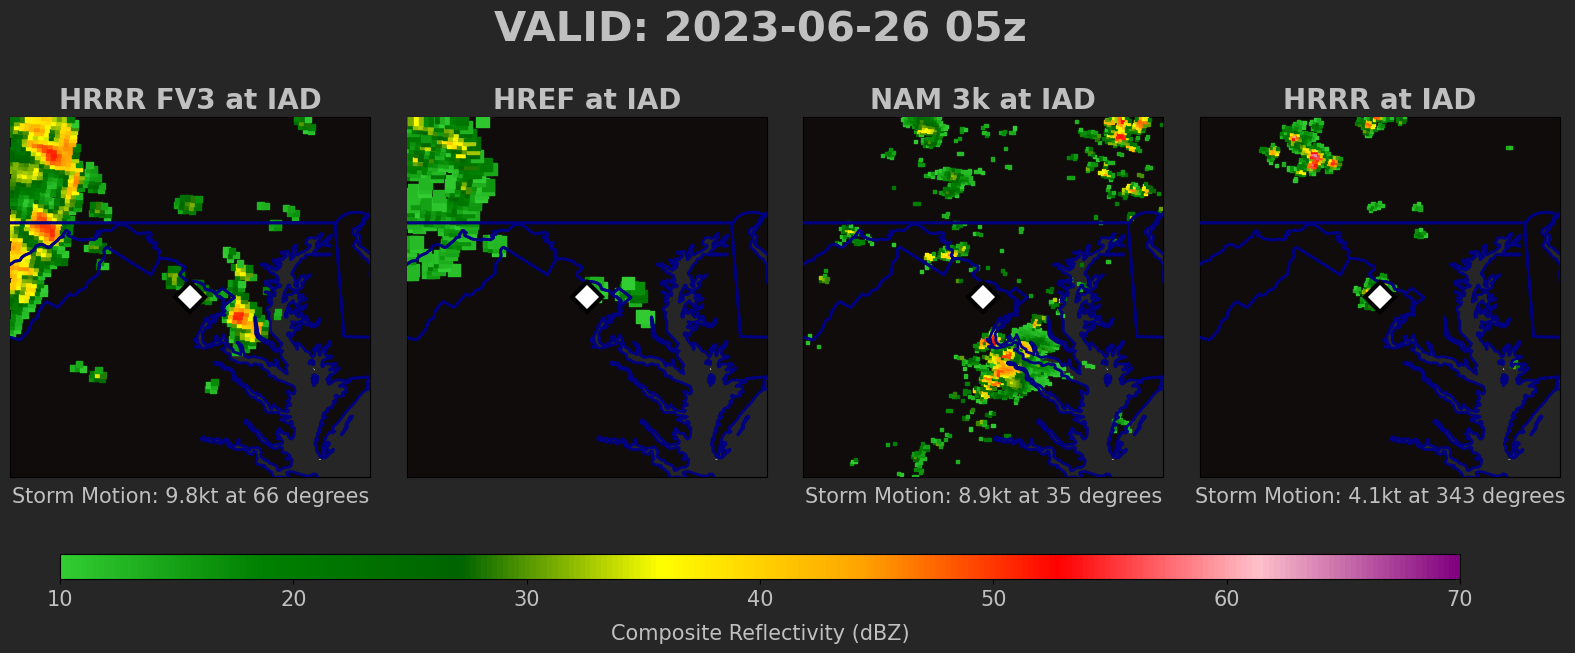 VALID: 2023-06-26 05z
HRRR FV3 at IAD
HREF at IAD
NAM 3k at IAD
HRRR at IAD
Storm Motion: 9.8kt at 66 degrees
Storm Motion: 8.9kt at 35 degrees
Storm Motion: 4.1kt at 343 degrees
10 20 30 40 50 60 70
Composite Reflectivity (dBZ)